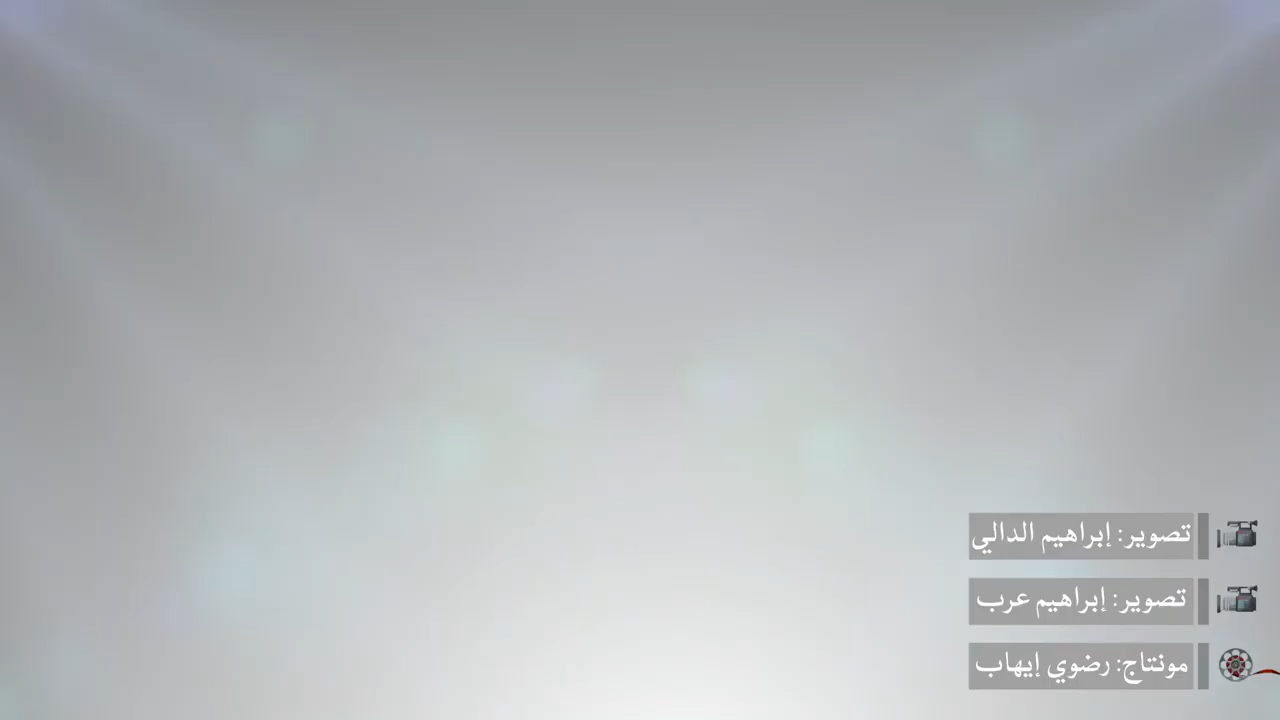 تصوير: إبراهيم الدالي
تصوير: إبراهيم عرب
مونتاج: رضوي إيهاب